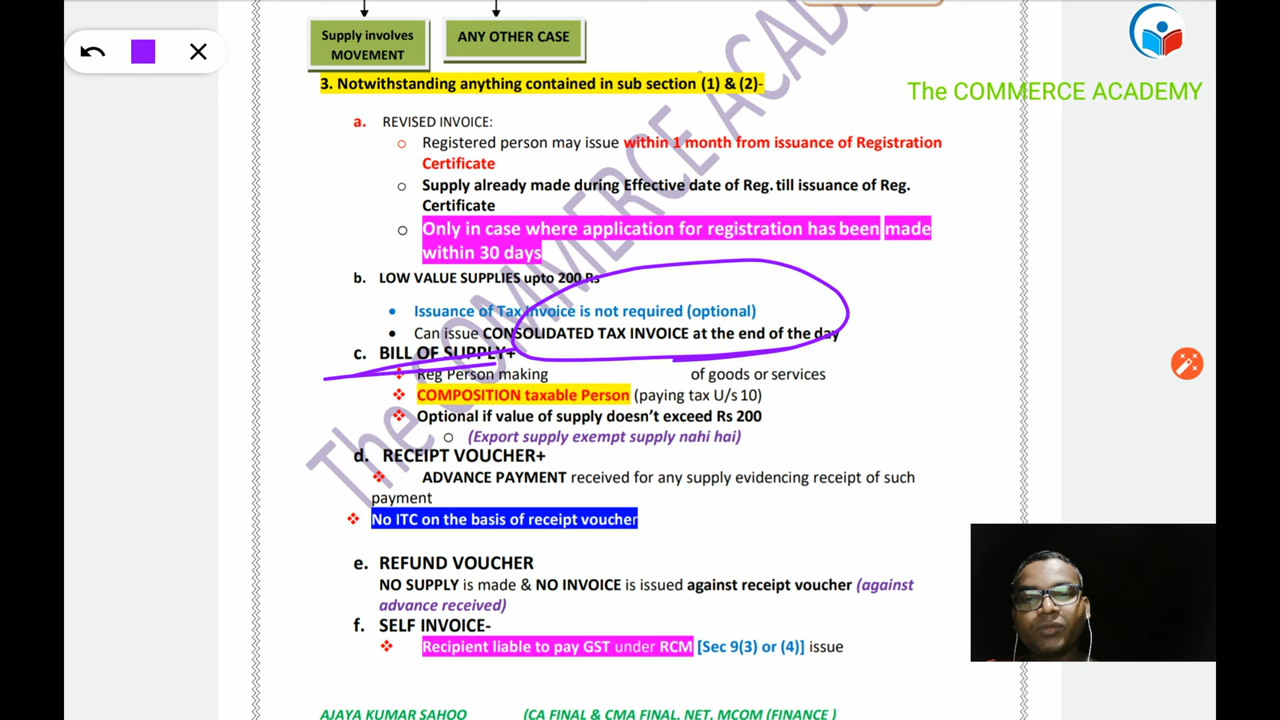 Supply involves
MOVEMENT
ANY OTHER CASE
The COMMERCE ACADEMY
3. Notwithstanding anything contained in sub section (1) & (2)-
a. REVISED INVOICE:
o Registered person may issue within 1 month from issuance of Registration
Certificate
o Supply already made during Effective date of Reg. till issuance of Reg.
Certificate
o Only in case where application for registration has been made
within 30 days
b. LOW VALUE SUPPLIES upto 200 Rs
• Issuance of Tax Invoice is not required (optional)
• Can issue CONSOLIDATED TAX INVOICE at the end of the day
c. BILL OF SUPPLY+
❖ Reg Person making of goods or services
❖ COMPOSITION taxable Person (paying tax U/s 10)
❖ Optional if value of supply doesn't exceed Rs 200
o (Export supply exempt supply nahi hai)
d. RECEIPT VOUCHER+
❖ ADVANCE PAYMENT received for any supply evidencing receipt of such
payment
❖ No ITC on the basis of receipt voucher
e. REFUND VOUCHER
NO SUPPLY is made & NO INVOICE is issued against receipt voucher (against
advance received)
f. SELF INVOICE-
❖ Recipient liable to pay GST under RCM [Sec 9(3) or (4)] issue
AJAYA KUMAR SAHOO (CA FINAL & CMA FINAL, NET, MCOM (FINANCE )
The COMMERCE ACADE